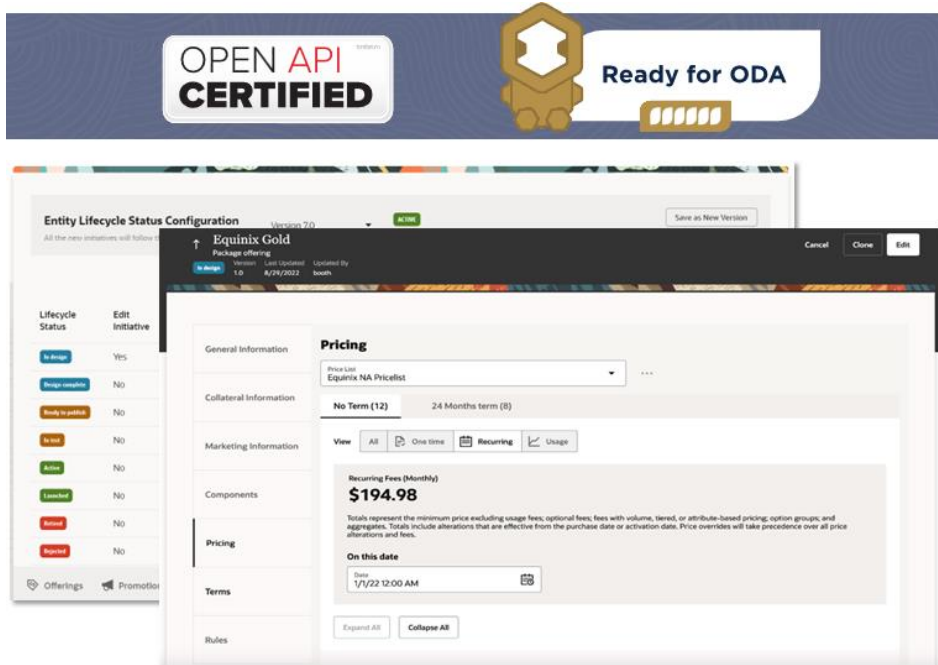 OPEN API
CERTIFIED
Ready for ODA
Entity Lifecycle Status Configuration
Version 7.0
ACTIVE
Save as New Version
All the new initiatives will follow
Equinix Gold
Package offering
In design
Version
Last Updated
Updated By
1.0
8/29/2022
booth
Cancel
Clone
Edit
Lifecycle Status
Edit Initiative
In design
Yes
Design complete
No
Ready to publish
No
In test
No
Active
No
Launched
No
Retired
No
Rejected
No
Offerings
Promotio
General Information
Collateral Information
Marketing Information
Components
Pricing
Terms
Rules
Pricing
Price List
Equinix NA Pricelist
...
No Term (12)
24 Months term (8)
View
All
One time
Recurring
Usage
Recurring Fees (Monthly)
$194.98
Totals represent the minimum price excluding usage fees; optional fees; fees with volume, tiered, or attribute-based pricing; option groups; and
aggregates. Totals include alterations that are effective from the purchase date or activation date. Price overrides will take precedence over all price
alterations and fees.
On this date
Date
1/1/22 12:00 AM
Expand All
Collapse All